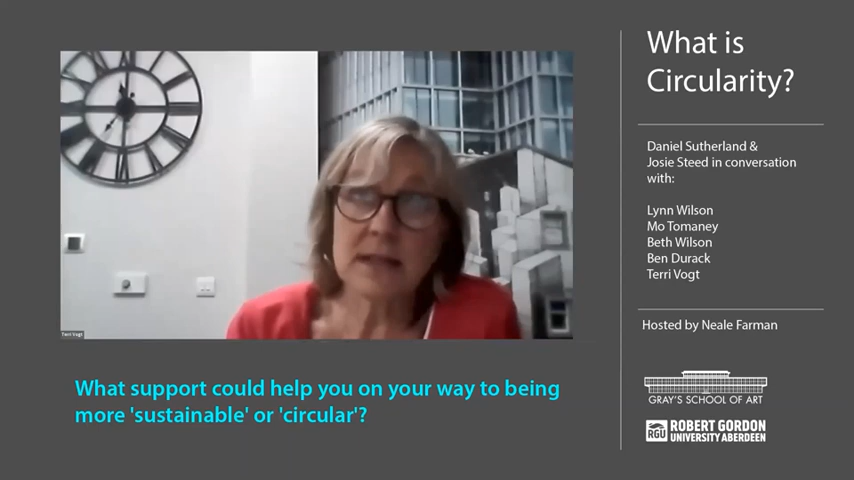 What is
Circularity?
Daniel Sutherland &
Josie Steed in conversation
with:
Lynn Wilson
Mo Tomaney
Beth Wilson
Ben Durack
Terri Vogt
Hosted by Neale Farman
GRAY'S SCHOOL OF ART
RGU
ROBERT GORDON
UNIVERSITY ABERDEEN
Terri Vogt
What support could help you on your way to being
more 'sustainable' or 'circular'?